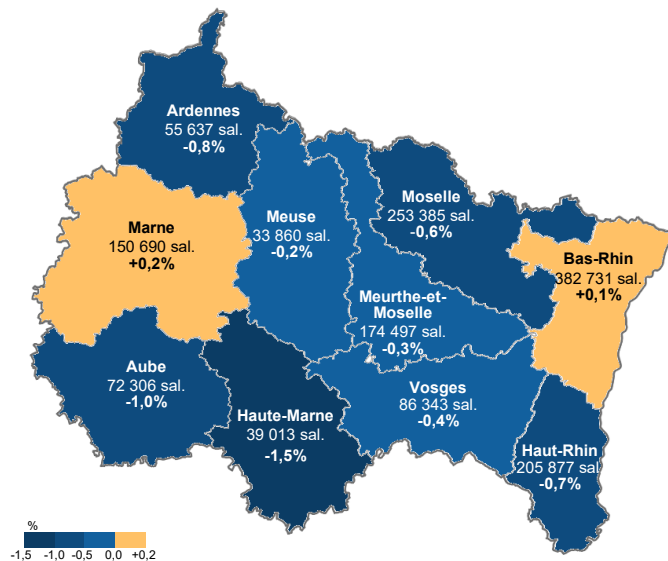 Ardennes
55 637 sal.
-0,8%
Moselle
253 385 sal.
-0,6%
Meuse
33 860 sal.
-0,2%
Marne
150 690 sal.
+0,2%
Bas-Rhin
382 731 sal.
+0,1%
Meurthe-et-
Moselle
174 497 sal.
-0,3%
Aube
72 306 sal.
-1,0%
Vosges
86 343 sal.
-0,4%
Haute-Marne
39 013 sal.
-1,5%
Haut-Rhin
205 877 sal.
-0,7%
%
-1,5 -1,0 -0,5 0,0 +0,2